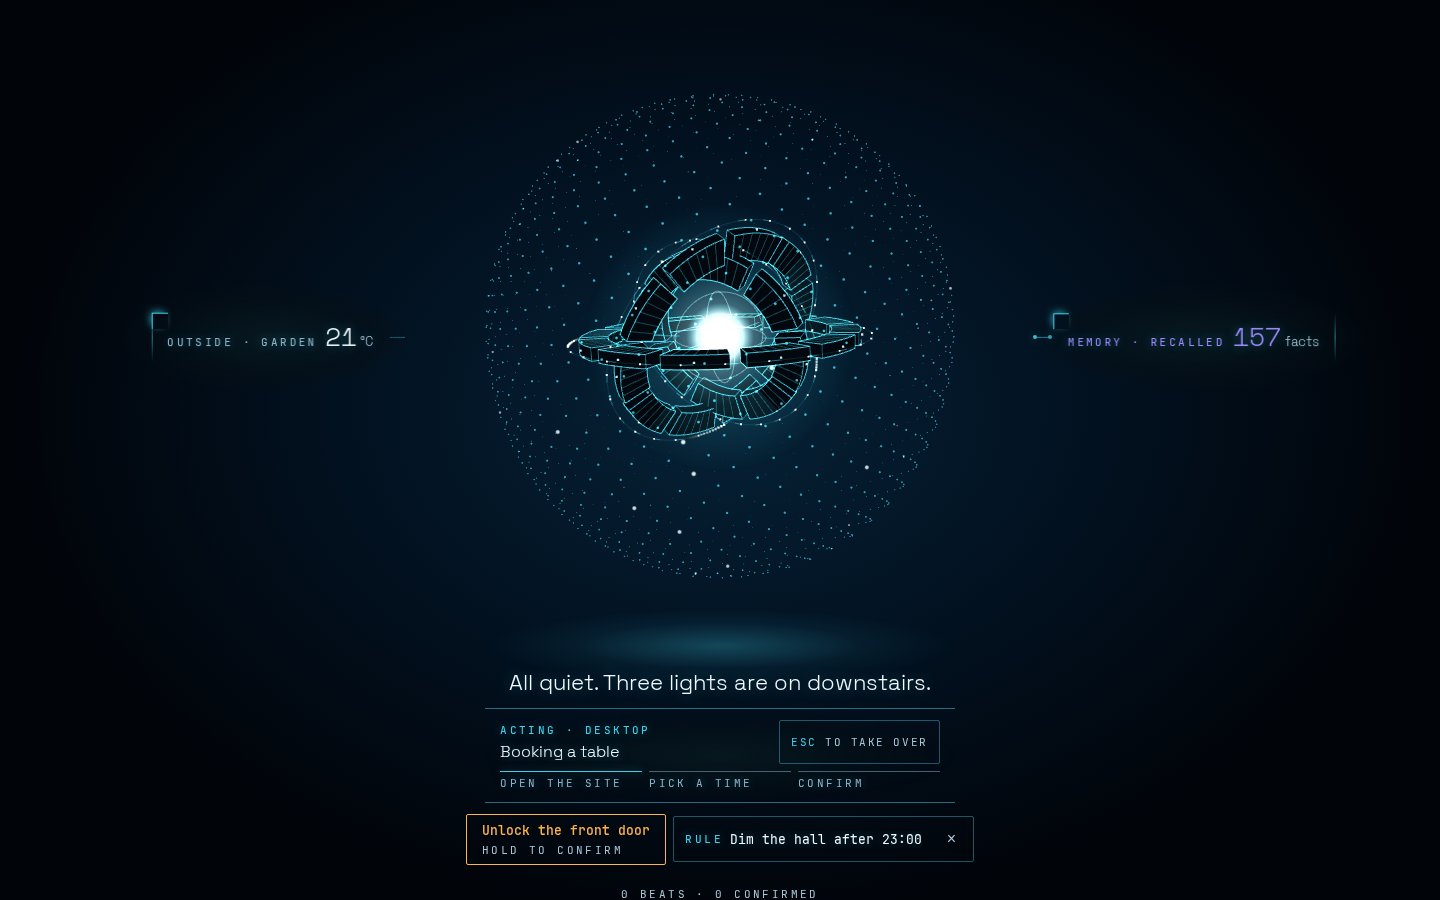 OUTSIDE · GARDEN 21 °C
MEMORY · RECALLED 157 facts
All quiet. Three lights are on downstairs.
ACTING · DESKTOP
Booking a table
ESC TO TAKE OVER
OPEN THE SITE PICK A TIME CONFIRM
Unlock the front door
HOLD TO CONFIRM
RULE Dim the hall after 23:00 ×
0 BEATS · 0 CONFIRMED